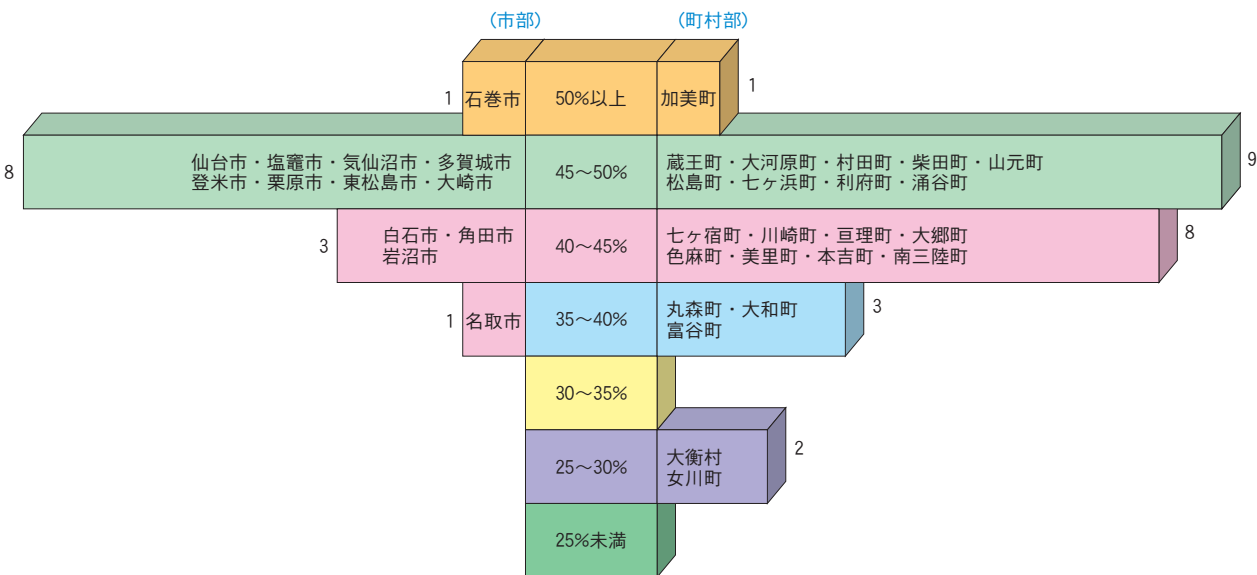 (市部)
(町村部)
1
石巻市
50%以上
加美町
1
8
仙台市・塩竈市・気仙沼市・多賀城市
登米市・栗原市・東松島市・大崎市
45〜50%
蔵王町・大河原町・村田町・柴田町・山元町
松島町・七ヶ浜町・利府町・涌谷町
9
3
白石市・角田市
岩沼市
40〜45%
七ヶ宿町・川崎町・亘理町・大郷町
色麻町・美里町・本吉町・南三陸町
8
1
名取市
35〜40%
丸森町・大和町
富谷町
3
30〜35%
25〜30%
大衡村
女川町
2
25%未満